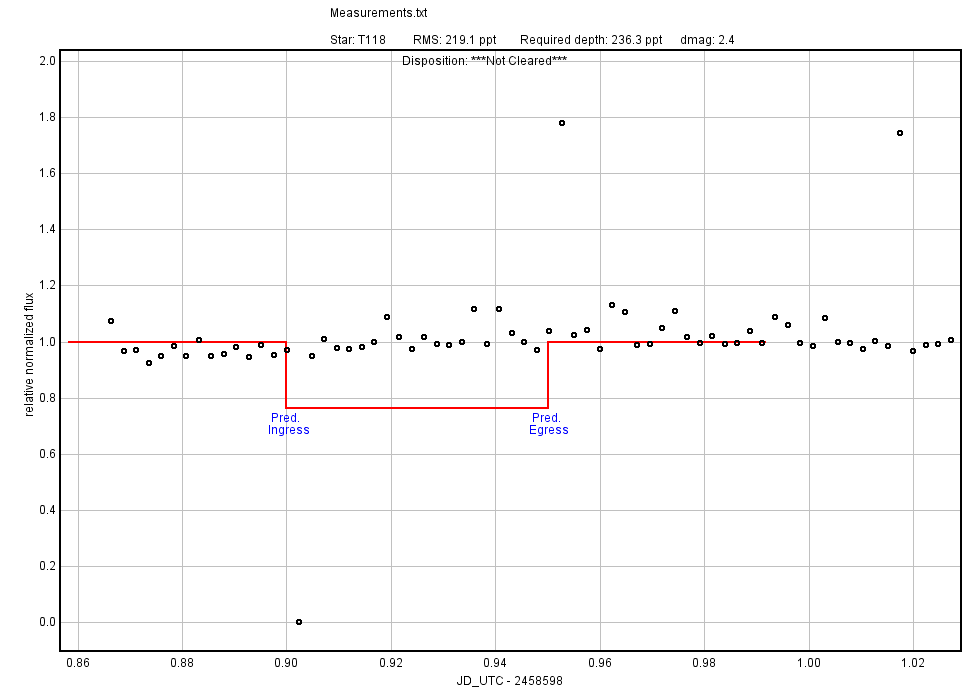 Measurements.txt
Star: T118 RMS: 219.1 ppt Required depth: 236.3 ppt dmag: 2.4
Disposition: ***Not Cleared***
2.0
1.8
1.6
1.4
1.2
1.0
0.8
0.6
0.4
0.2
0.0
relative normalized flux
Pred.
Ingress
Pred.
Egress
0.86 0.88 0.90 0.92 0.94 0.96 0.98 1.00 1.02
JD_UTC - 2458598